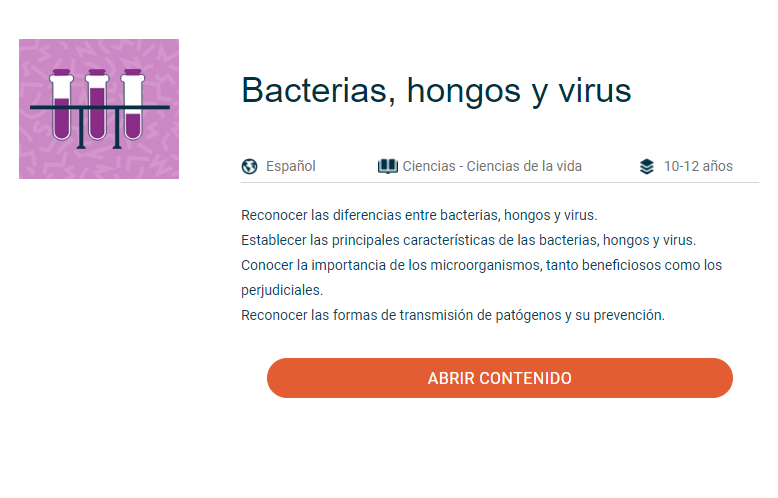 Bacterias, hongos y virus
Español
Ciencias - Ciencias de la vida
10-12 años
Reconocer las diferencias entre bacterias, hongos y virus.
Establecer las principales características de las bacterias, hongos y virus.
Conocer la importancia de los microorganismos, tanto beneficiosos como los
perjudiciales.
Reconocer las formas de transmisión de patógenos y su prevención.
ABRIR CONTENIDO